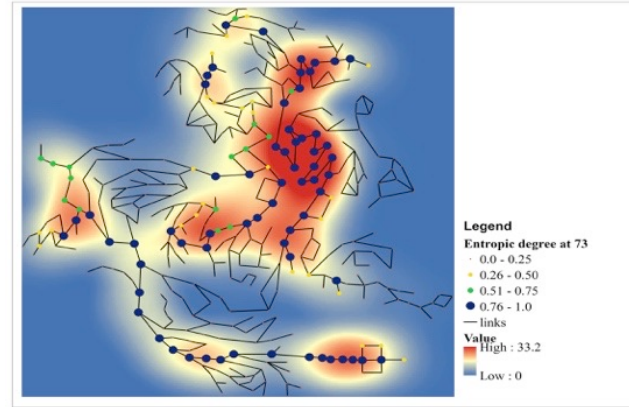 Legend
Entropic degree at 73
0.0 - 0.25
0.26 - 0.50
0.51 - 0.75
0.76 - 1.0
links
Value
High : 33.2
Low : 0